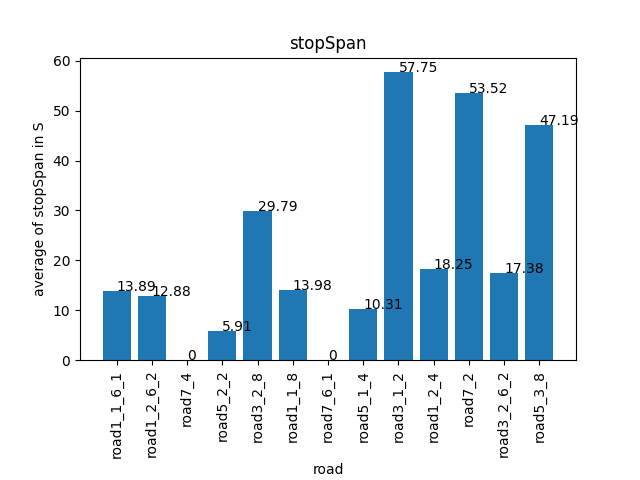 stopSpan
average of stopSpan in S
60
50
40
30
20
10
0
13.89
12.88
0
5.91
29.79
13.98
0
10.31
57.75
18.25
53.52
17.38
47.19
road1_1_6_1
road1_2_6_2
road7_4
road5_2_2
road3_2_8
road1_1_8
road7_6_1
road5_1_4
road3_1_2
road1_2_4
road7_2
road3_2_6_2
road5_3_8
road